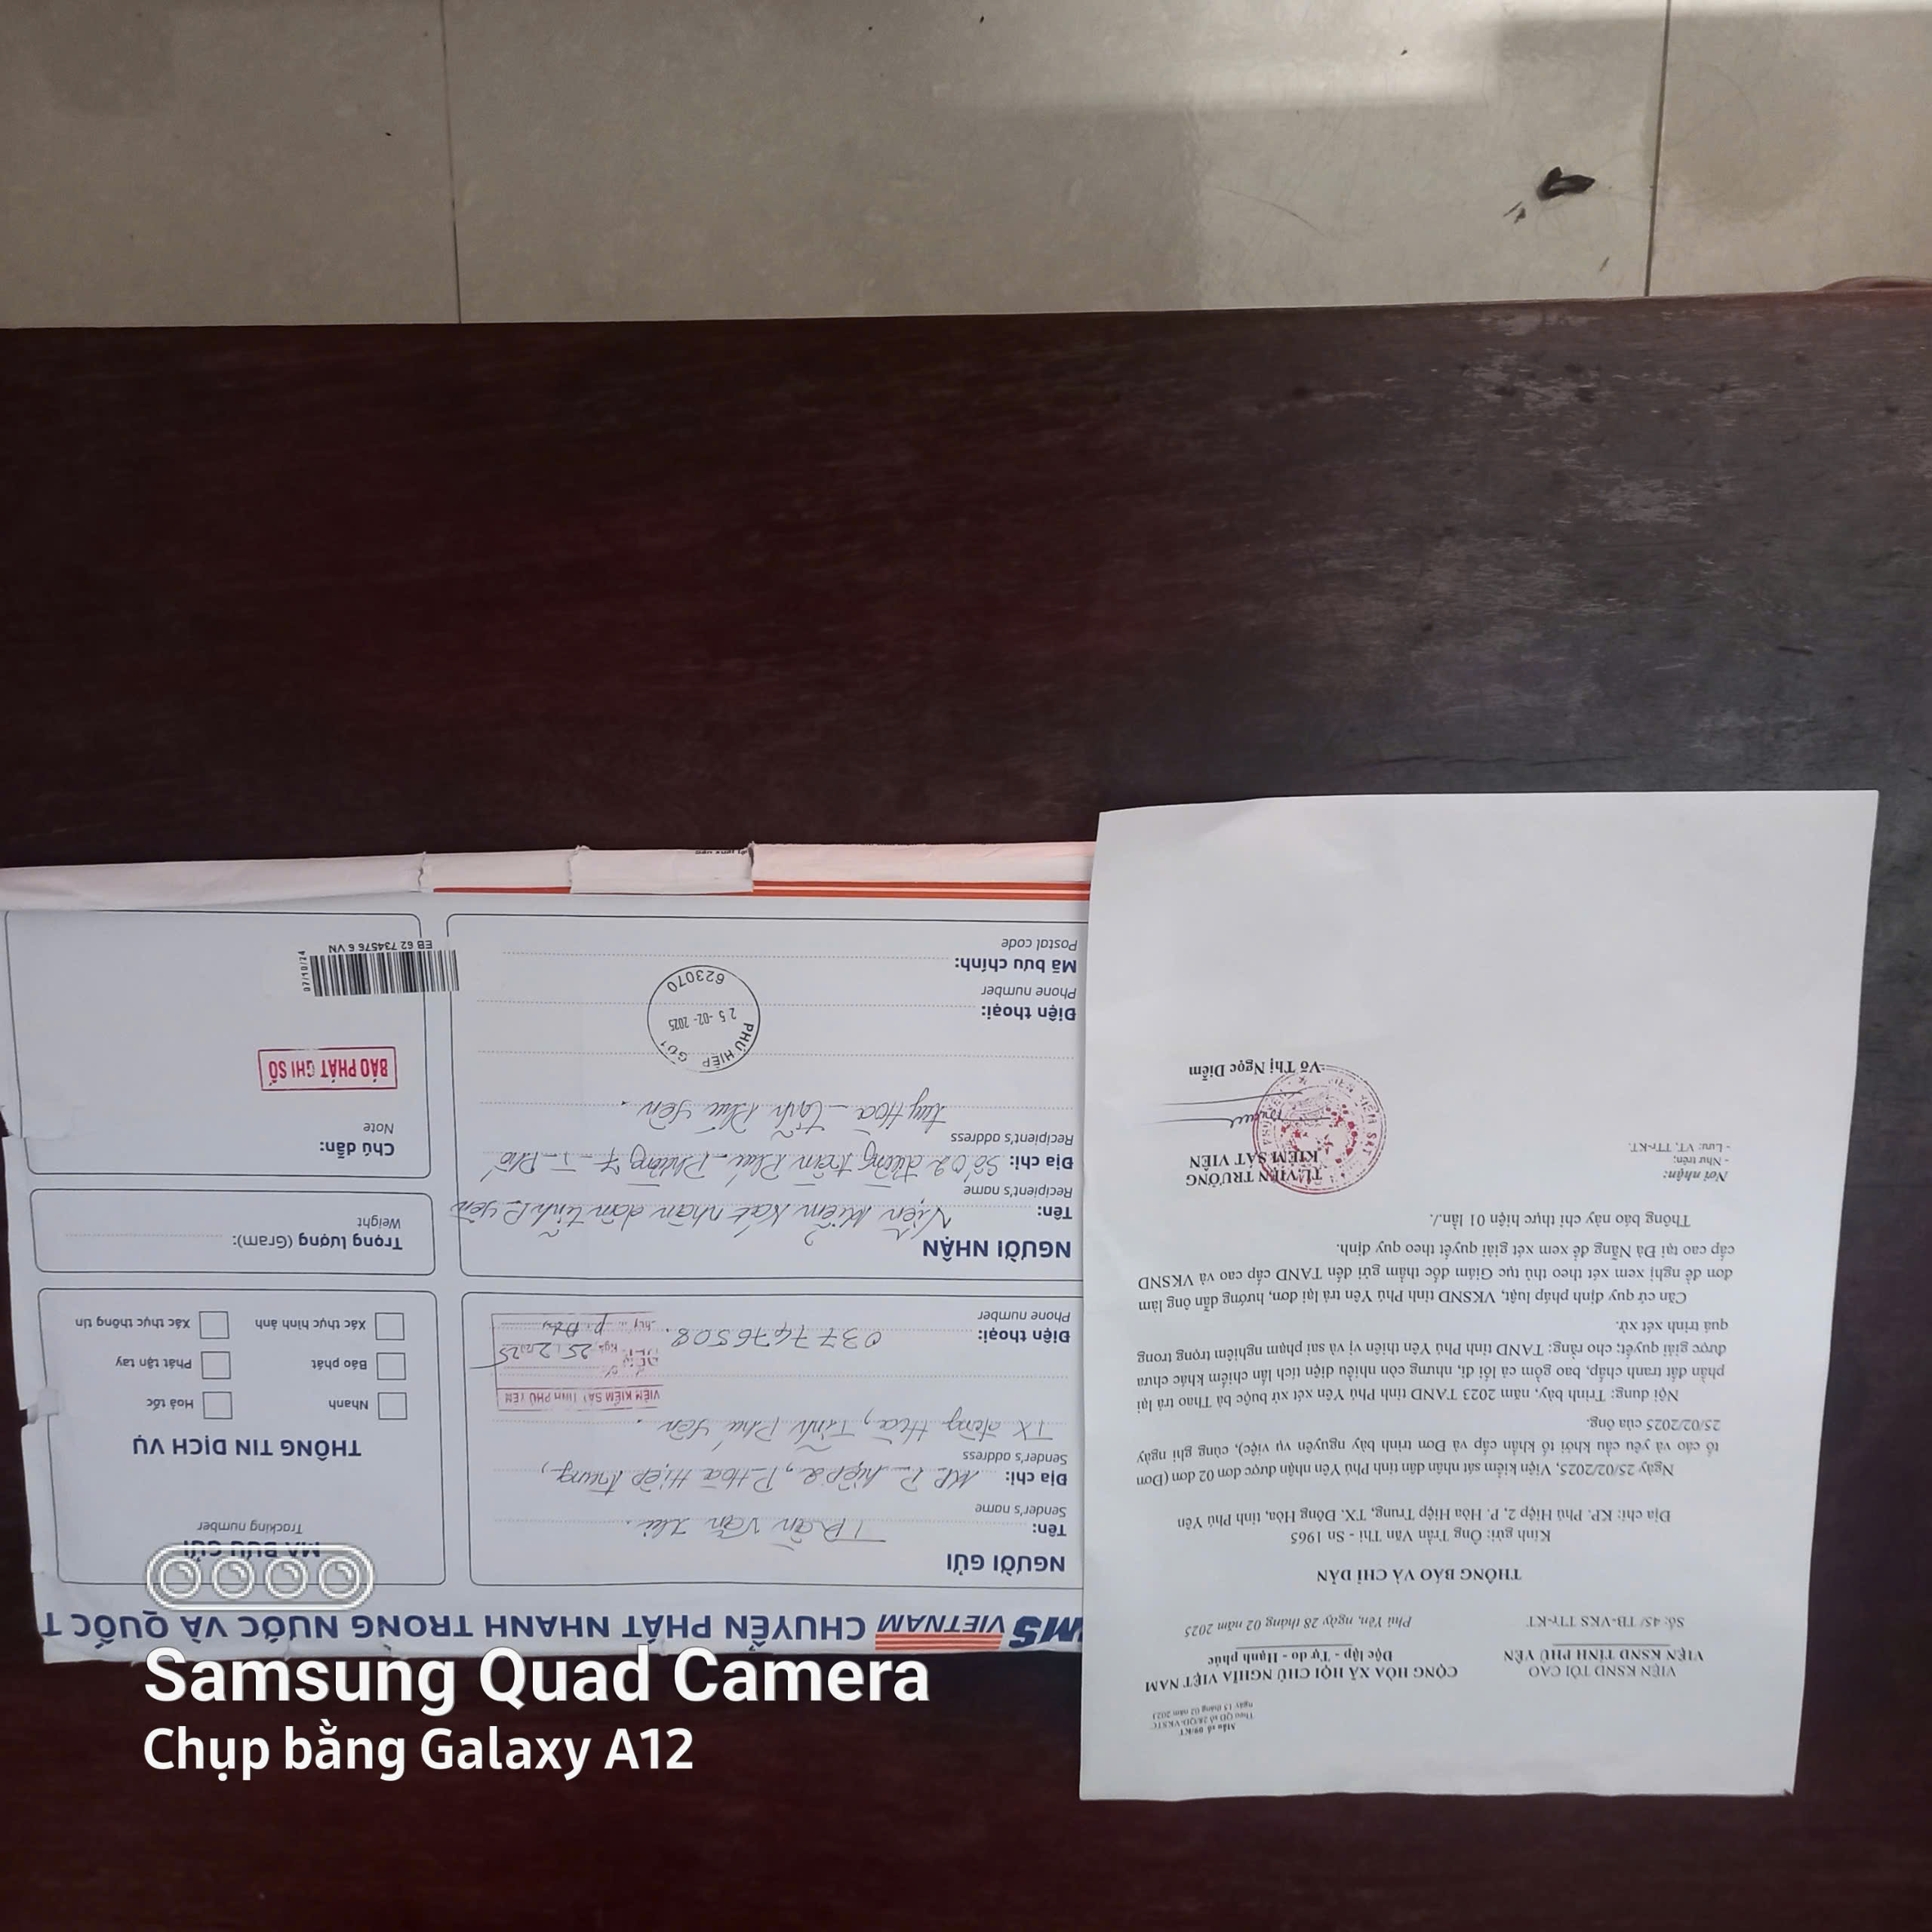 Mẫu số 09/KT
Theo QĐ số 28/QĐ-VKSTC
ngày 13 tháng 02 năm 2023
VIỆN KSND TỐI CAO
VIỆN KSND TỈNH PHÚ YÊN
CỘNG HÒA XÃ HỘI CHỦ NGHĨA VIỆT NAM
Độc lập - Tự do - Hạnh phúc
Số: 45/ TB-VKS TTr-KT
Phú Yên, ngày 28 tháng 02 năm 2025
THÔNG BÁO VÀ CHỈ DẪN
Kính gửi: Ông Trần Văn Thi - Sn 1965
Địa chỉ: KP. Phú Hiệp 2, P. Hòa Hiệp Trung, TX. Đông Hòa, tỉnh Phú Yên
Ngày 25/02/2025, Viện kiểm sát nhân dân tỉnh Phú Yên nhận được đơn 02 đơn (Đơn
tố cáo và yêu cầu khởi tố khẩn cấp và Đơn trình bày nguyện vụ việc), cùng ghi ngày
25/02/2025 của ông.
Nội dung: Trình bày, năm 2023 TAND tỉnh Phú Yên xét xử buộc bà Thao trả lại
phần đất tranh chấp, bao gồm cả lối đi, nhưng còn nhiều diện tích lấn chiếm khác chưa
được giải quyết; cho rằng: TAND tỉnh Phú Yên thiên vị và sai phạm nghiêm trọng trong
quá trình xét xử.
Căn cứ quy định pháp luật, VKSND tỉnh Phú Yên trả lại đơn, hướng dẫn ông làm
đơn đề nghị xem xét theo thủ tục Giám đốc thẩm gửi đến TAND cấp cao và VKSND
cấp cao tại Đà Nẵng để xem xét giải quyết theo quy định.
Thông báo này chỉ thực hiện 01 lần./.
Nơi nhận:
- Như trên;
- Lưu: VT, TTr-KT.
TL. VIỆN TRƯỞNG
KIỂM SÁT VIÊN
Võ Thị Ngọc Diễm
MS VIETNAM CHUYỂN PHÁT NHANH TRONG NƯỚC VÀ QUỐC T
NGƯỜI GỬI
Tên: Trần Văn Thi.
Sender's name
Địa chỉ: KP. P. hiệp 2, P. Hòa Hiệp trung,
Sender's address
TX đông Hòa, Tỉnh Phú Yên.
VIỆN KIỂM SÁT TỈNH PHÚ YÊN
ĐẾN
Ngày 25.2.2025
Điện thoại: 0377476508.
Phone number
NGƯỜI NHẬN
Tên: Viện kiểm sát nhân dân tỉnh P yên
Recipient's name
Địa chỉ: Số 02 đường trần Phú - Phường 7 - T- Phố
Recipient's address
tuy Hòa - tỉnh Phú Yên.
PHÚ HIỆP GD1
25-02-2025
623070
Điện thoại:
Phone number
Mã bưu chính:
Postal code
MÃ BƯU GỬI
Tracking number
THÔNG TIN DỊCH VỤ
Nhanh
Hoả tốc
Báo phát
Phát tận tay
Xác thực hình ảnh
Xác thực thông tin
Trọng lượng (Gram):
Weight
Chú dẫn:
Note
BÁO PHÁT GHI SỐ
07/10/24
EB 62 734576 6 VN
Samsung Quad Camera
Chụp bằng Galaxy A12